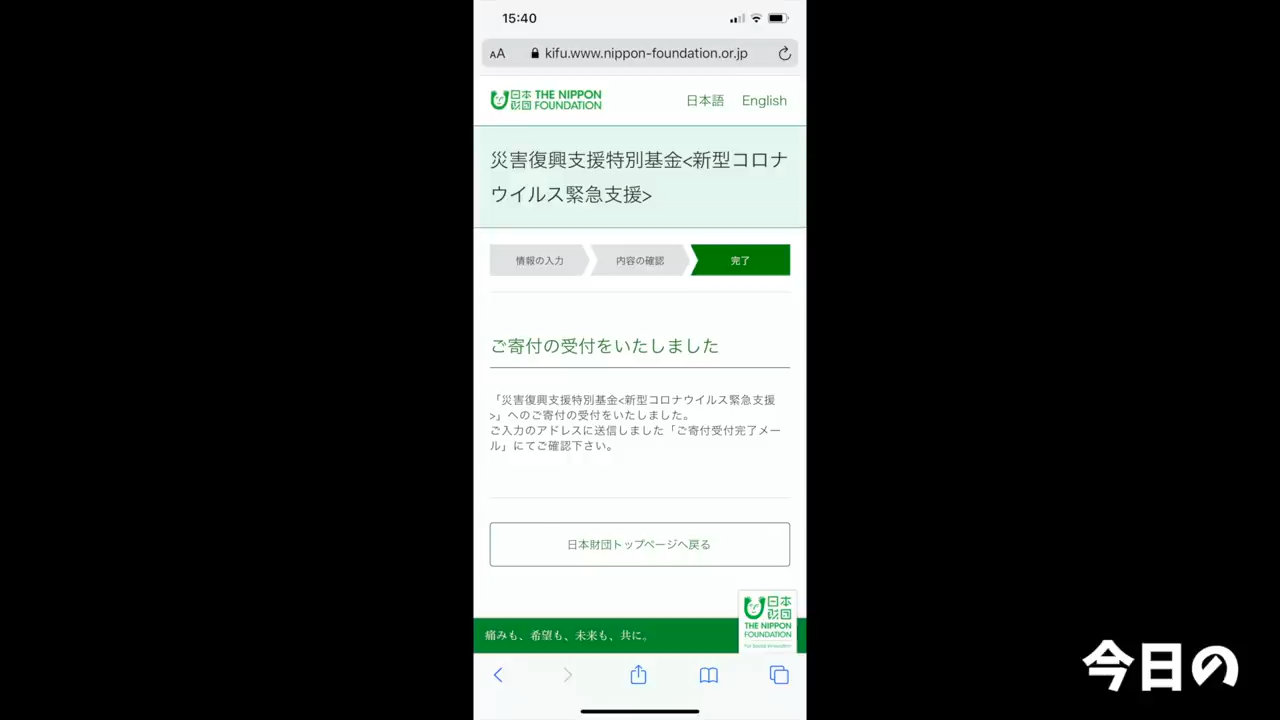 15:40
AA kifu.www.nippon-foundation.or.jp
日本財団 THE NIPPON FOUNDATION
日本語 English
災害復興支援特別基金<新型コロナ
ウイルス緊急支援>
情報の入力 内容の確認 完了
ご寄付の受付をいたしました
「災害復興支援特別基金<新型コロナウイルス緊急支援
>」へのご寄付の受付をいたしました。
ご入力のアドレスに送信しました「ご寄付受付完了メー
ル」にてご確認下さい。
日本財団トップページへ戻る
痛みも、希望も、未来も、共に。
日本
財団
THE NIPPON
FOUNDATION
For Social Innovation
今日の